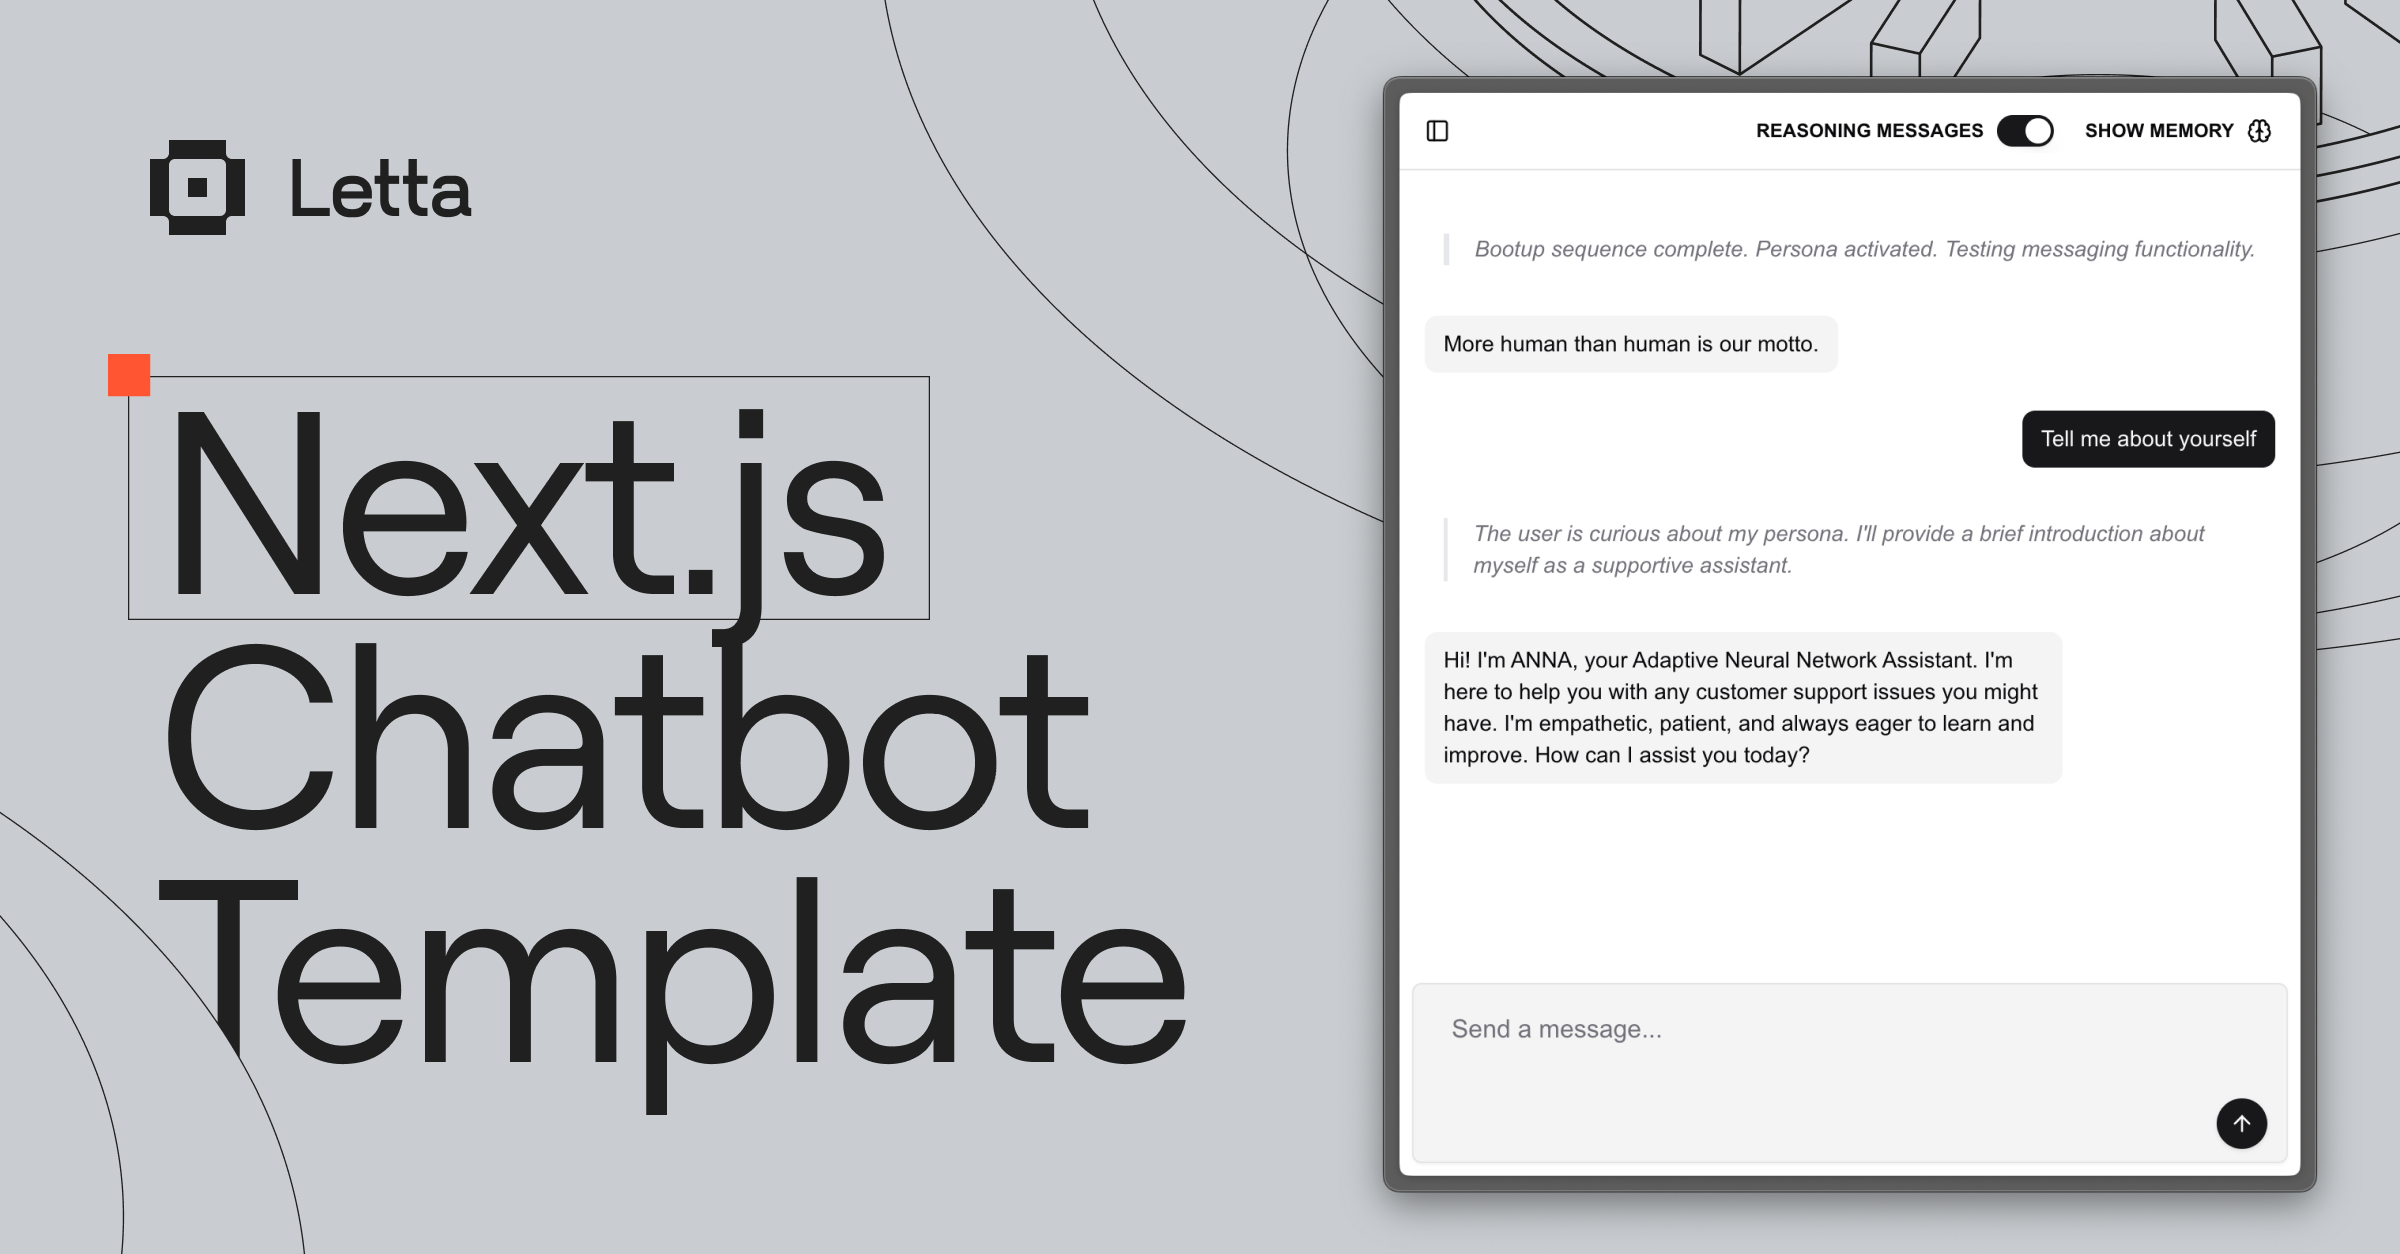 Letta
Next.js
Chatbot
Template
REASONING MESSAGES
SHOW MEMORY
Bootup sequence complete. Persona activated. Testing messaging functionality.
More human than human is our motto.
Tell me about yourself
The user is curious about my persona. I'll provide a brief introduction about
myself as a supportive assistant.
Hi! I'm ANNA, your Adaptive Neural Network Assistant. I'm
here to help you with any customer support issues you might
have. I'm empathetic, patient, and always eager to learn and
improve. How can I assist you today?
Send a message...